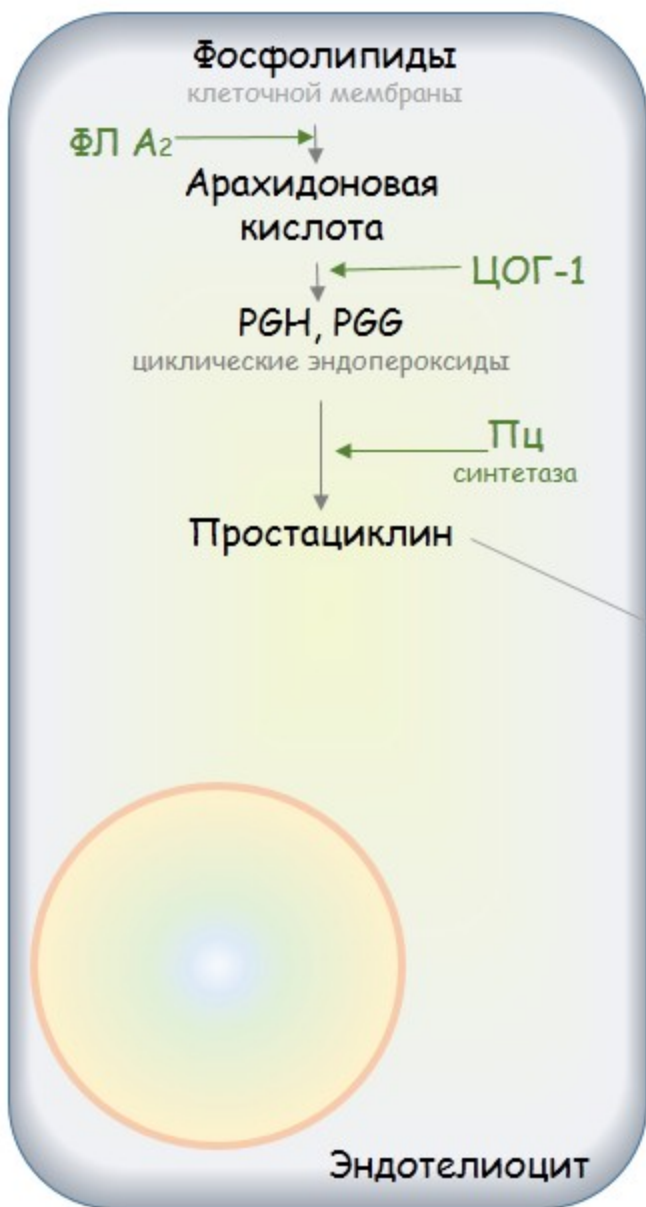 Фосфолипиды
клеточной мембраны
ФЛ А₂
Арахидоновая
кислота
ЦОГ-1
PGH, PGG
циклические эндопероксиды
Пц
синтетаза
Простациклин
Эндотелиоцит